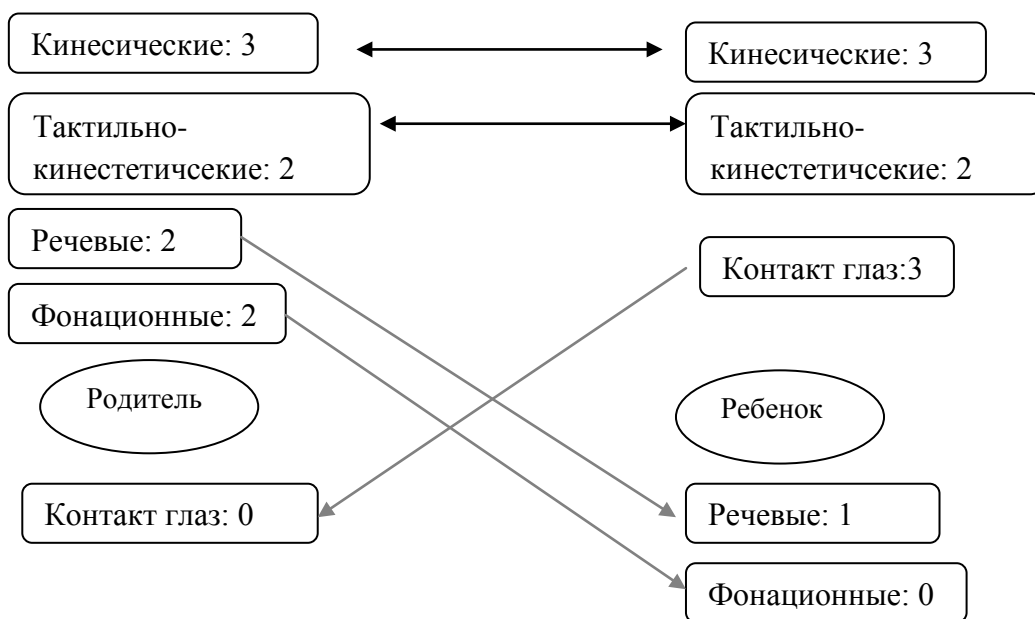 Кинесические: 3
Кинесические: 3
Тактильно-
кинестетичсекие: 2
Тактильно-
кинестетичсекие: 2
Речевые: 2
Контакт глаз:3
Фонационные: 2
Родитель
Ребенок
Контакт глаз: 0
Речевые: 1
Фонационные: 0